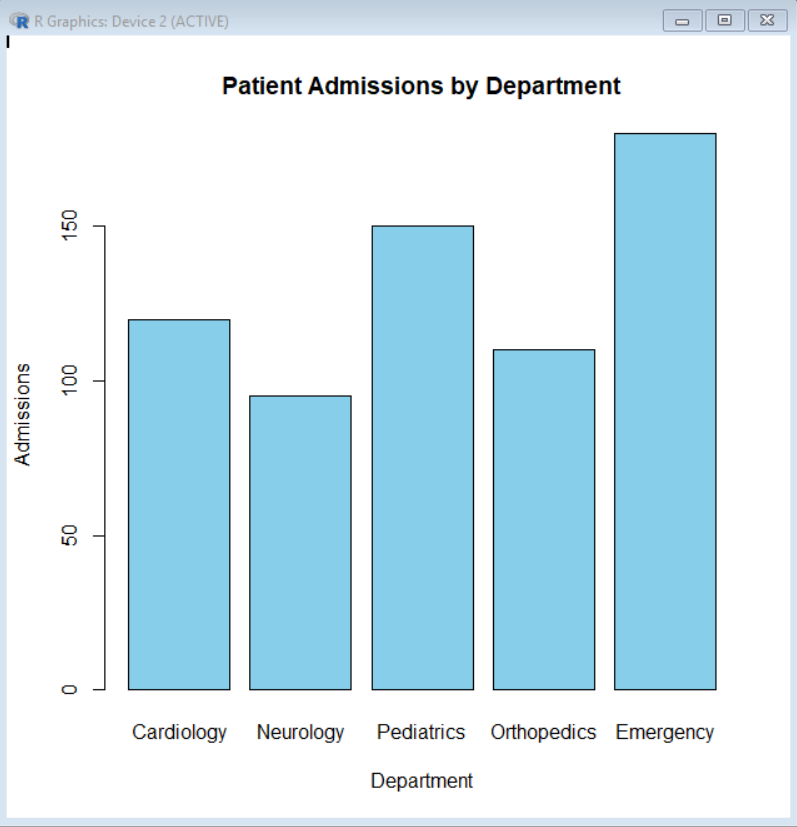 R Graphics: Device 2 (ACTIVE)
Patient Admissions by Department
150
100
50
0
Admissions
Cardiology Neurology Pediatrics Orthopedics Emergency
Department